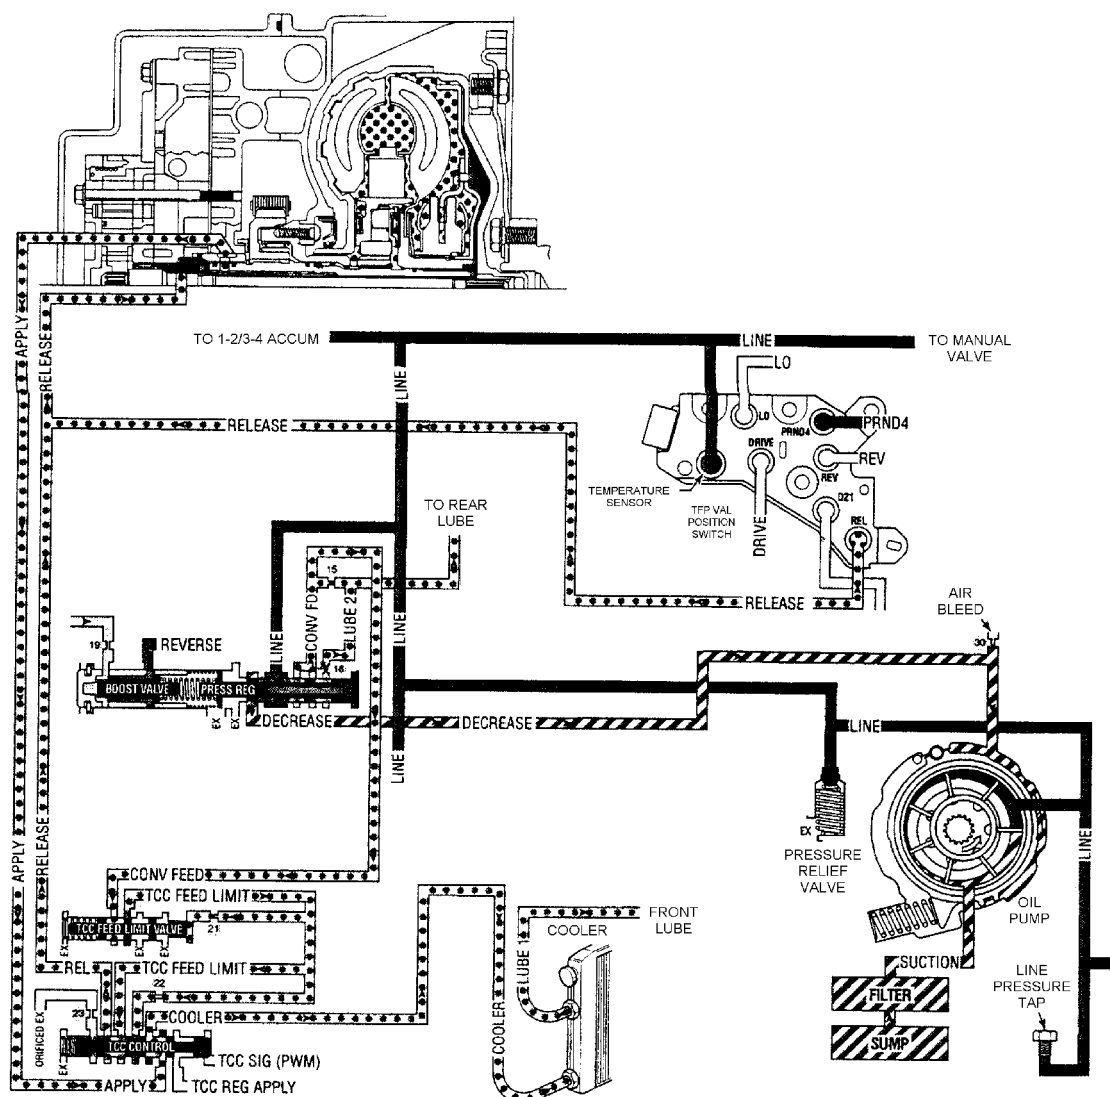 TO 1-2/3-4 ACCUM
LINE
TO MANUAL
VALVE
LO
APPLY
RELEASE
LINE
LO
PRND4
PRND4
RELEASE
DRIVE
REV
REV
TEMPERATURE
SENSOR
D21
TO REAR
LUBE
TFP VAL
POSITION
SWITCH
DRIVE
REL
15
CONV FD
LUBE 2
RELEASE
AIR
BLEED
30
19
REVERSE
LINE
LINE
16
BOOST VALVE
PRESS REG
EX
EX
DECREASE
DECREASE
LINE
LINE
EX
PRESSURE
RELIEF
VALVE
LINE
APPLY
RELEASE
CONV FEED
TCC FEED LIMIT
OIL
PUMP
FRONT
LUBE
COOLER
LUBE 1
TCC FEED LIMIT VALVE
21
EX
EX
EX
REL
TCC FEED LIMIT
SUCTION
LINE
PRESSURE
TAP
22
FILTER
ORIFICED EX
23
COOLER
COOLER
SUMP
TCC CONTROL
EX
TCC SIG (PWM)
APPLY
TCC REG APPLY